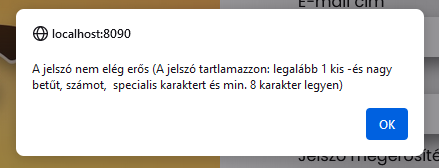 E-mail cím
localhost:8090
A jelszó nem elég erős (A jelszó tartlamazzon: legalább 1 kis -és nagy
betűt, számot,  specialis karaktert és min. 8 karakter legyen)
OK
Jelszó megerősíté